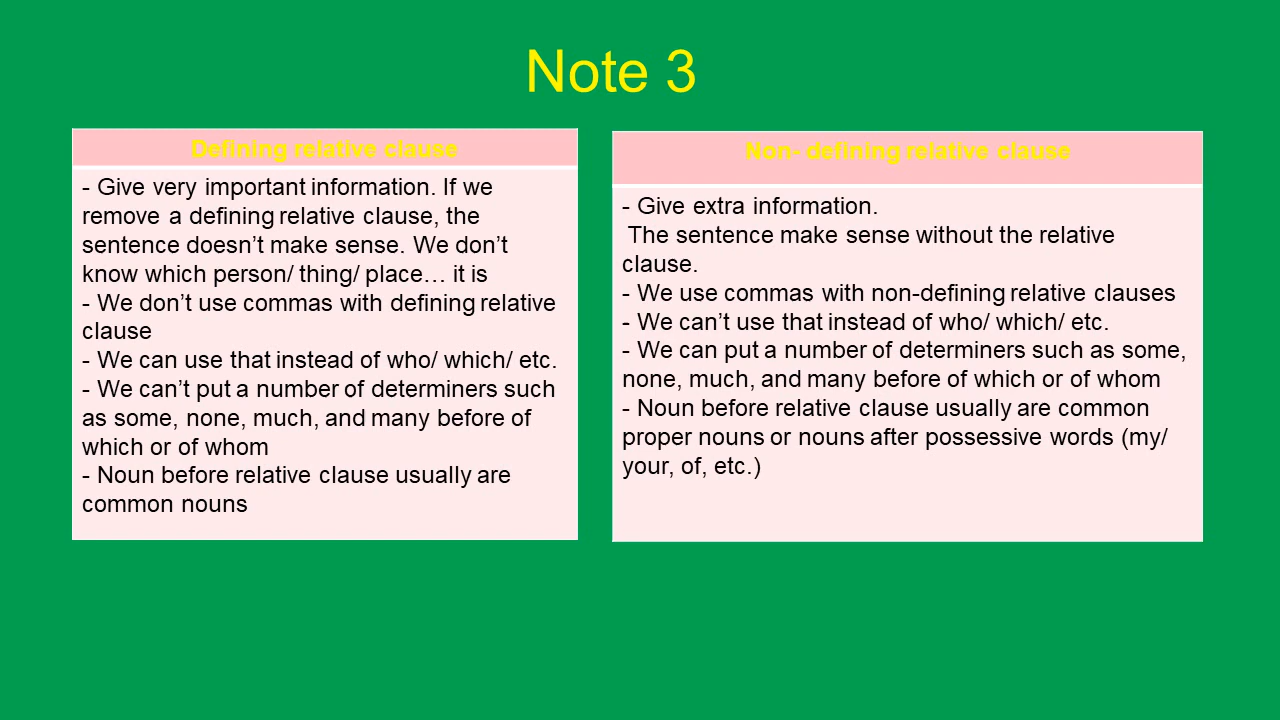 Note 3
Defining relative clause
- Give very important information. If we
remove a defining relative clause, the
sentence doesn’t make sense. We don’t
know which person/ thing/ place… it is
- We don’t use commas with defining relative
clause
- We can use that instead of who/ which/ etc.
- We can’t put a number of determiners such
as some, none, much, and many before of
which or of whom
- Noun before relative clause usually are
common nouns
Non- defining relative clause
- Give extra information.
The sentence make sense without the relative
clause.
- We use commas with non-defining relative clauses
- We can’t use that instead of who/ which/ etc.
- We can put a number of determiners such as some,
none, much, and many before of which or of whom
- Noun before relative clause usually are common
proper nouns or nouns after possessive words (my/
your, of, etc.)